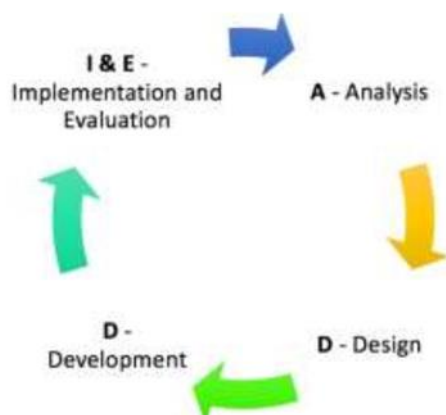 I & E -
Implementation and
Evaluation
A - Analysis
D -
Development
D - Design